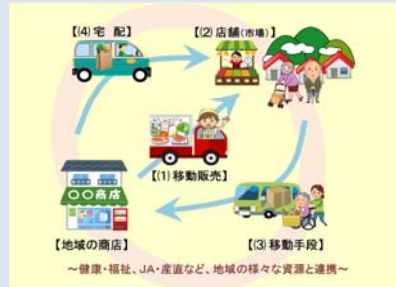 【(4) 宅　配】
【(2) 店舗(市場)】
【(1) 移動販売】
○○商店
【地域の商店】
【(3) 移動手段】
～健康・福祉、JA・産直など、地域の様々な資源と連携～